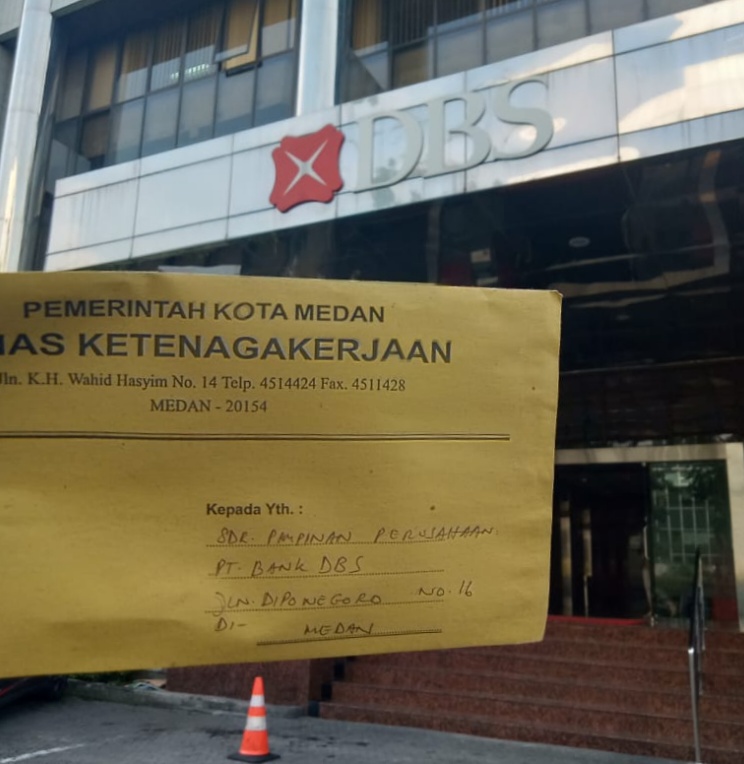 DBS
PEMERINTAH KOTA MEDAN
NAS KETENAGAKERJAAN
Jln. K.H. Wahid Hasyim No. 14 Telp. 4514424 Fax. 4511428
MEDAN - 20154
Kepada Yth. :
SDR. PIMPINAN PERUSAHAAN.
PT. BANK DBS
JLN. DIPONEGORO NO. 16
DI-
MEDAN